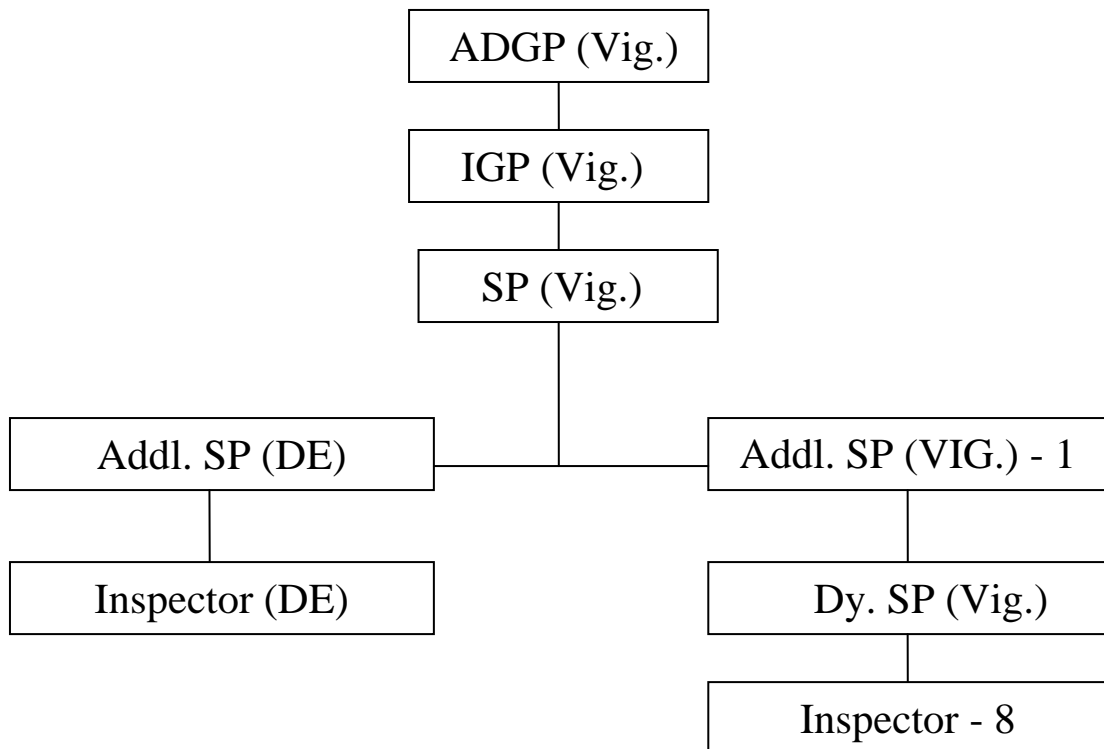 ADGP (Vig.)
IGP (Vig.)
SP (Vig.)
Addl. SP (DE)
Addl. SP (VIG.) - 1
Inspector (DE)
Dy. SP (Vig.)
Inspector - 8